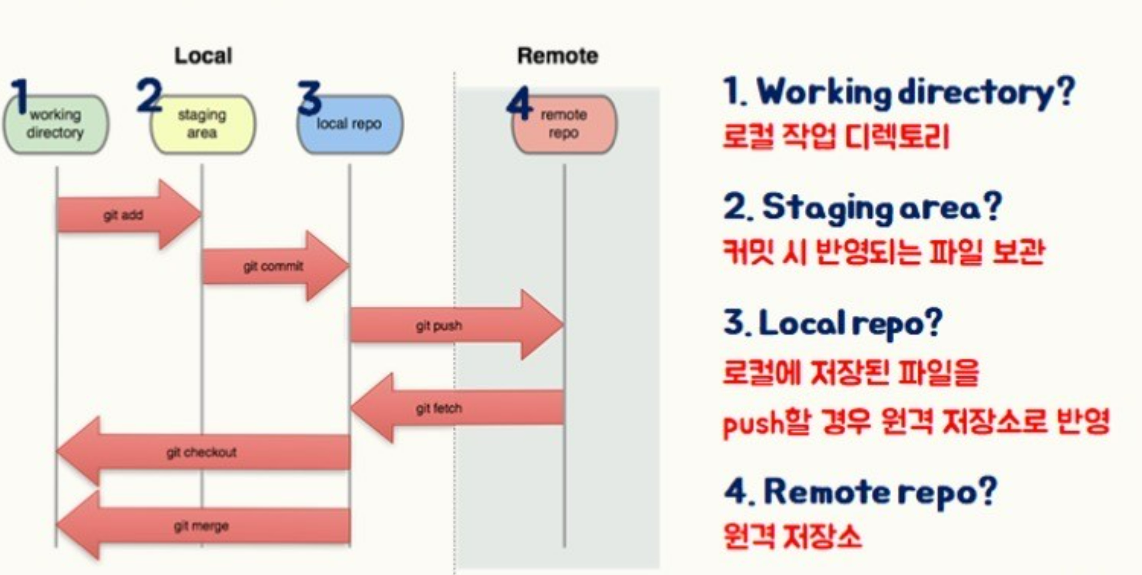 Local
Remote
1
2
3
4
working
directory
staging
area
local repo
remote
repo
git add
git commit
git push
git fetch
git checkout
git merge
1. Working directory?
로컬 작업 디렉토리
2. Staging area?
커밋 시 반영되는 파일 보관
3. Local repo?
로컬에 저장된 파일을
push할 경우 원격 저장소로 반영
4. Remote repo?
원격 저장소